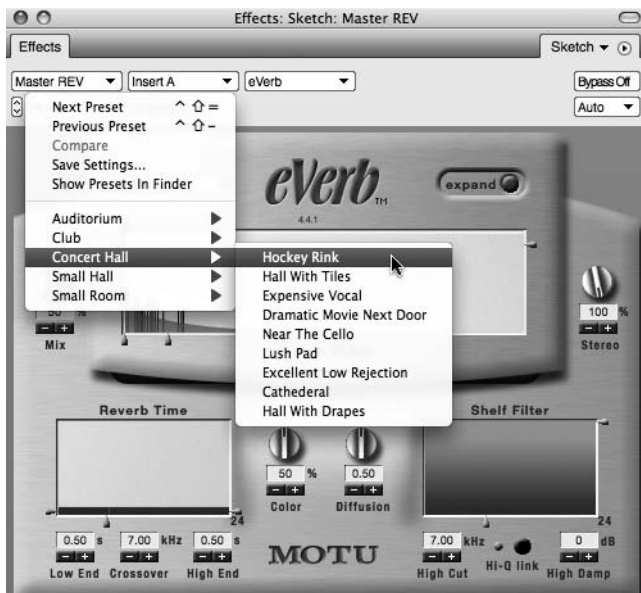 Effects: Sketch: Master REV
Effects
Sketch
Master REV
Insert A
eVerb
Bypass Off
Auto
Next Preset ^ ⇧ =
Previous Preset ^ ⇧ –
Compare
Save Settings...
Show Presets In Finder
Auditorium
Club
Concert Hall
Small Hall
Small Room
Hockey Rink
Hall With Tiles
Expensive Vocal
Dramatic Movie Next Door
Near The Cello
Lush Pad
Excellent Low Rejection
Cathederal
Hall With Drapes
eVerb™
4.4.1
expand
50 %
Mix
100 %
Stereo
Reverb Time
24
50 %
Color
0.50
Diffusion
Shelf Filter
24
0.50 s
Low End
7.00 kHz
Crossover
0.50 s
High End
MOTU
7.00 kHz
High Cut
Hi-Q link
0 dB
High Damp